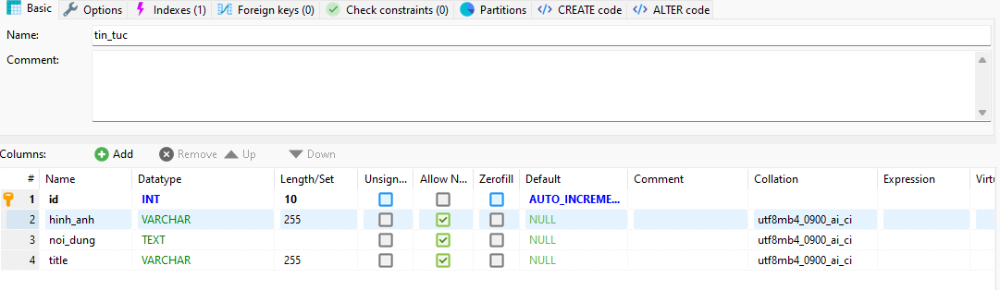 Basic Options Indexes (1) Foreign keys (0) Check constraints (0) Partitions CREATE code ALTER code
Name: tin_tuc
Comment:
Columns: Add Remove Up Down
# Name Datatype Length/Set Unsign... Allow N... Zerofill Default Comment Collation Expression Virtu
1 id INT 10 AUTO_INCREME...
2 hinh_anh VARCHAR 255 NULL utf8mb4_0900_ai_ci
3 noi_dung TEXT NULL utf8mb4_0900_ai_ci
4 title VARCHAR 255 NULL utf8mb4_0900_ai_ci